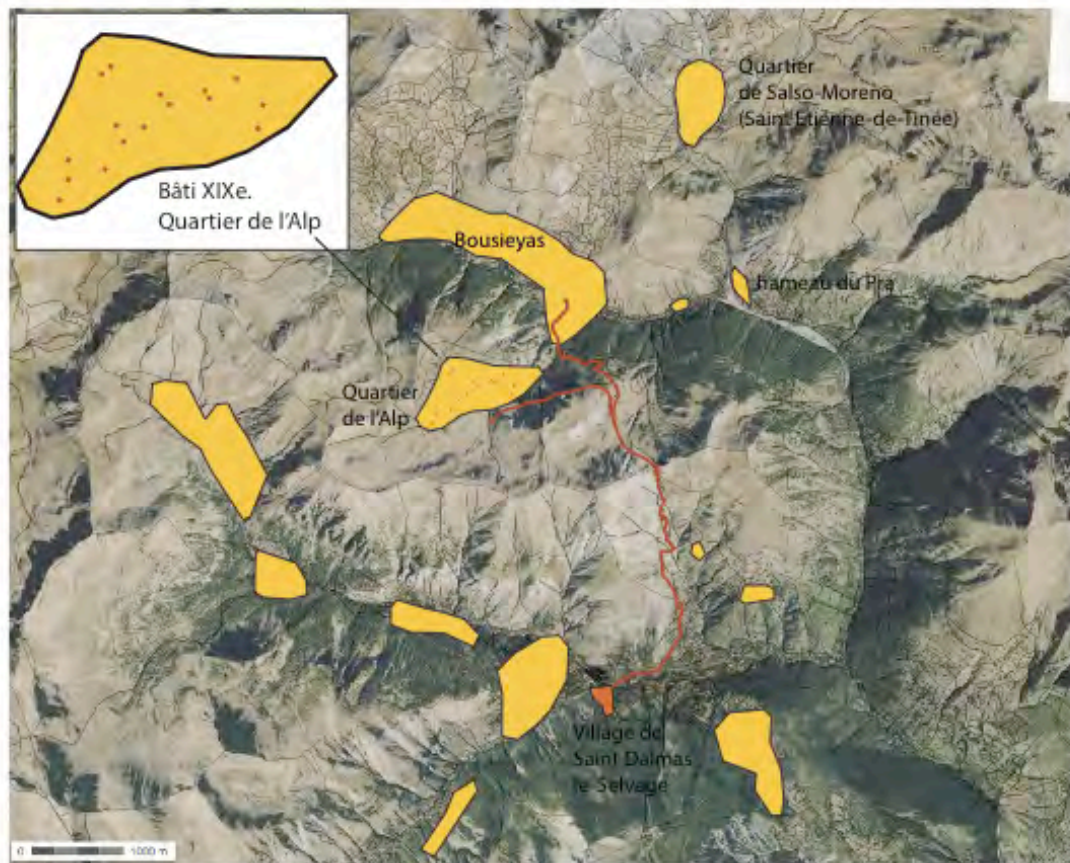 Bâti XIXe.
Quartier de l'Alp
Quartier
de Salso-Moreno
(Saint Etienne-de-Tinée)
Bousieyas
hameau du Pra
Quartier
de l'Alp
Village de
Saint Dalmas
le Selvage
0 1000 m